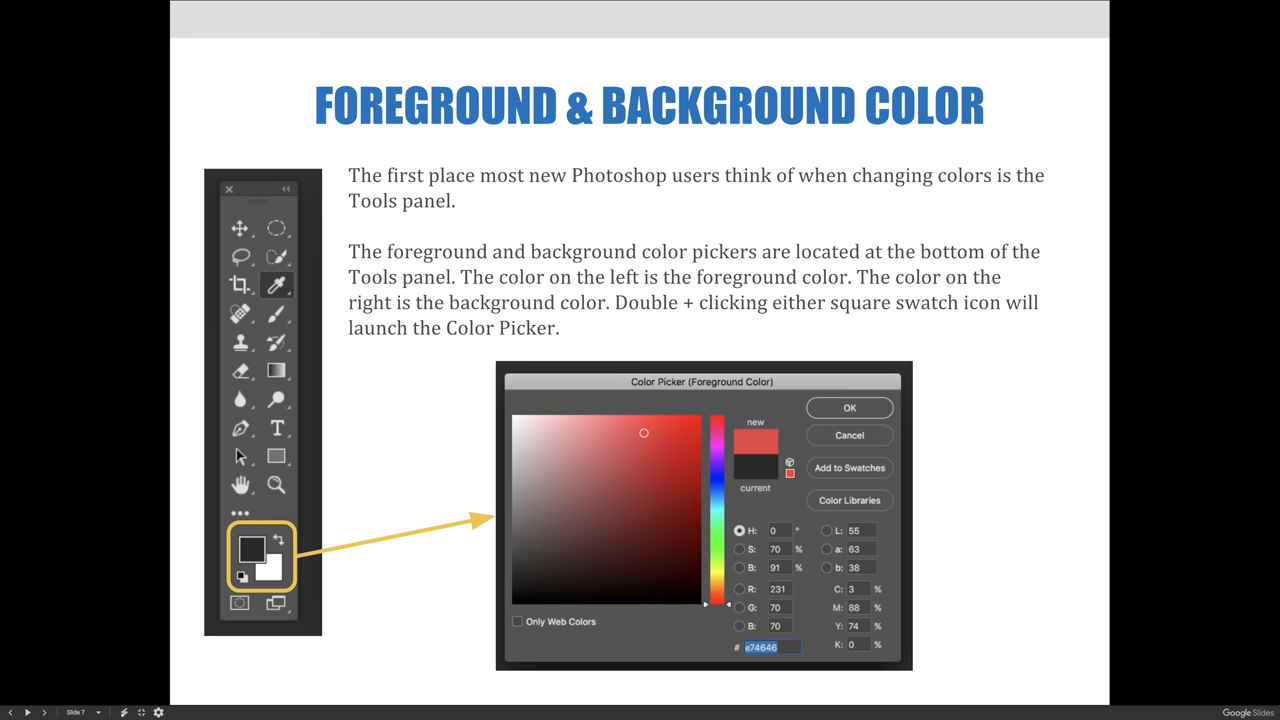 FOREGROUND & BACKGROUND COLOR
The first place most new Photoshop users think of when changing colors is the
Tools panel.
The foreground and background color pickers are located at the bottom of the
Tools panel. The color on the left is the foreground color. The color on the
right is the background color. Double + clicking either square swatch icon will
launch the Color Picker.
Color Picker (Foreground Color)
new
current
OK
Cancel
Add to Swatches
Color Libraries
H: 0 ° L: 55
S: 70 % a: 63
B: 91 % b: 38
R: 231 C: 3 %
G: 70 M: 88 %
B: 70 Y: 74 %
# e74646 K: 0 %
Only Web Colors
Slide 7
Google Slides